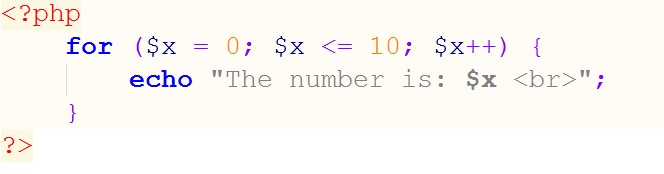 <?php
    for ($x = 0; $x <= 10; $x++) {
        echo "The number is: $x <br>";
    }
?>